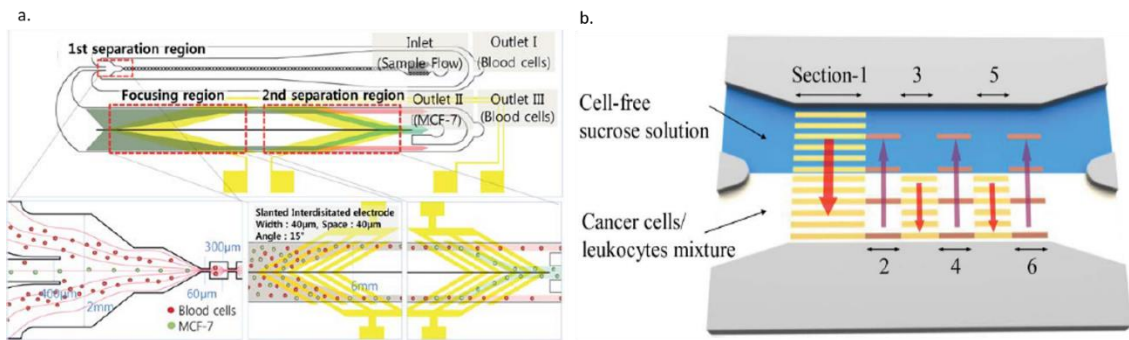 a.
1st separation region
Inlet
(Sample Flow)
Outlet I
(Blood cells)
Focusing region
2nd separation region
Outlet II
(MCF-7)
Outlet III
(Blood cells)
400μm
2mm
60μm
300μm
Blood cells
MCF-7
Slanted Interdisitated electrode
Width : 40μm, Space : 40μm
Angle : 15°
6mm
b.
Section-1
3
5
Cell-free
sucrose solution
Cancer cells/
leukocytes mixture
2
4
6